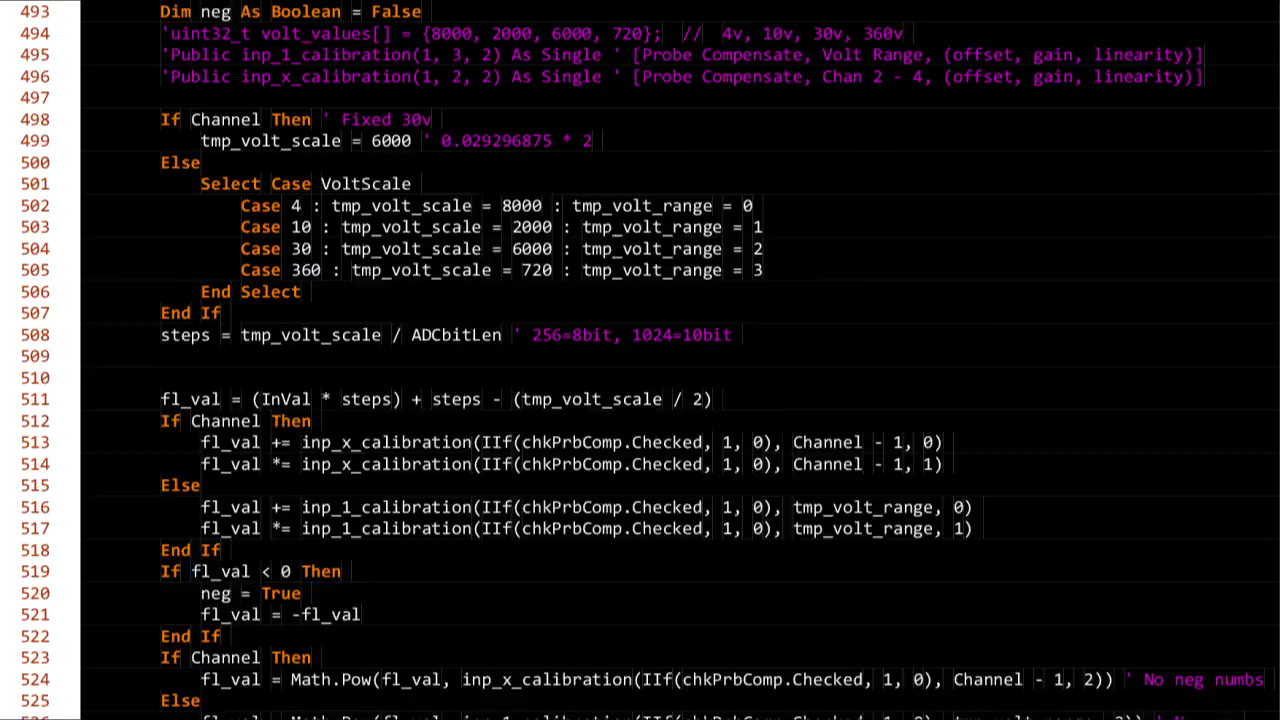 493 Dim neg As Boolean = False
494 'uint32_t volt_values[] = {8000, 2000, 6000, 720}; // 4v, 10v, 30v, 360v
495 'Public inp_1_calibration(1, 3, 2) As Single ' [Probe Compensate, Volt Range, (offset, gain, linearity)]
496 'Public inp_x_calibration(1, 2, 2) As Single ' [Probe Compensate, Chan 2 - 4, (offset, gain, linearity)]
497
498 If Channel Then ' Fixed 30v
499 tmp_volt_scale = 6000 ' 0.029296875 * 2
500 Else
501 Select Case VoltScale
502 Case 4 : tmp_volt_scale = 8000 : tmp_volt_range = 0
503 Case 10 : tmp_volt_scale = 2000 : tmp_volt_range = 1
504 Case 30 : tmp_volt_scale = 6000 : tmp_volt_range = 2
505 Case 360 : tmp_volt_scale = 720 : tmp_volt_range = 3
506 End Select
507 End If
508 steps = tmp_volt_scale / ADCbitLen ' 256=8bit, 1024=10bit
509
510
511 fl_val = (InVal * steps) + steps - (tmp_volt_scale / 2)
512 If Channel Then
513 fl_val += inp_x_calibration(IIf(chkPrbComp.Checked, 1, 0), Channel - 1, 0)
514 fl_val *= inp_x_calibration(IIf(chkPrbComp.Checked, 1, 0), Channel - 1, 1)
515 Else
516 fl_val += inp_1_calibration(IIf(chkPrbComp.Checked, 1, 0), tmp_volt_range, 0)
517 fl_val *= inp_1_calibration(IIf(chkPrbComp.Checked, 1, 0), tmp_volt_range, 1)
518 End If
519 If fl_val < 0 Then
520 neg = True
521 fl_val = -fl_val
522 End If
523 If Channel Then
524 fl_val = Math.Pow(fl_val, inp_x_calibration(IIf(chkPrbComp.Checked, 1, 0), Channel - 1, 2)) ' No neg numbs
525 Else